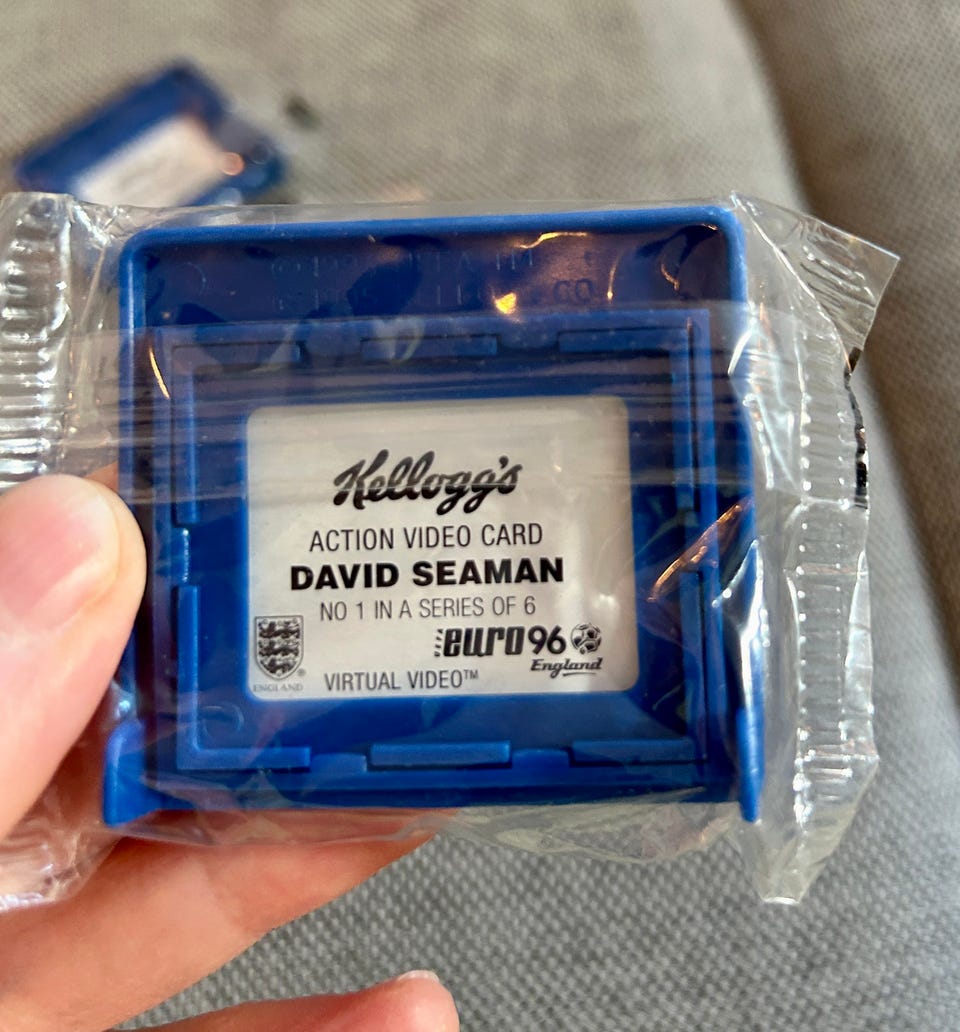 Kellogg's
ACTION VIDEO CARD
DAVID SEAMAN
NO 1 IN A SERIES OF 6
euro96
England
ENGLAND
VIRTUAL VIDEO™